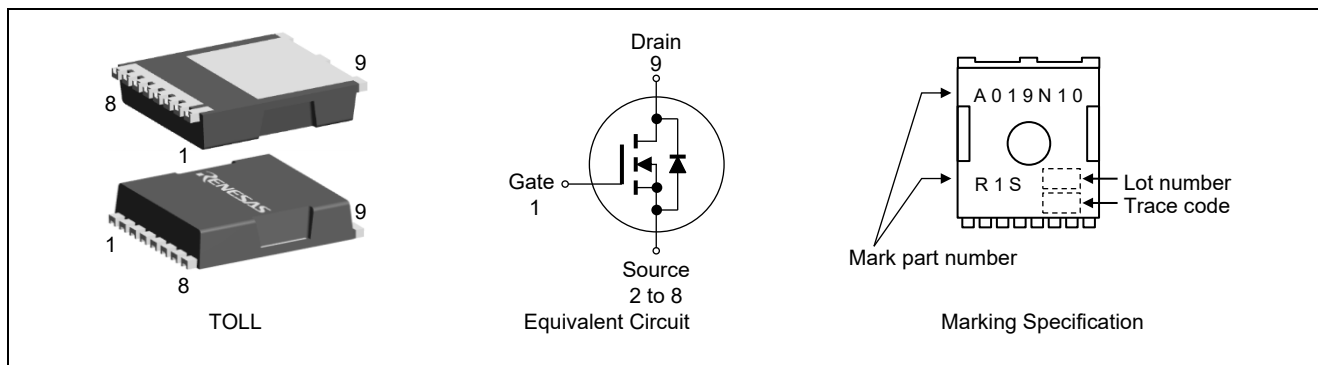 9
8
1
RENESAS
1
9
8
TOLL
Drain
9
Gate
1
Source
2 to 8
Equivalent Circuit
A019N10
R1S
Lot number
Trace code
Mark part number
Marking Specification